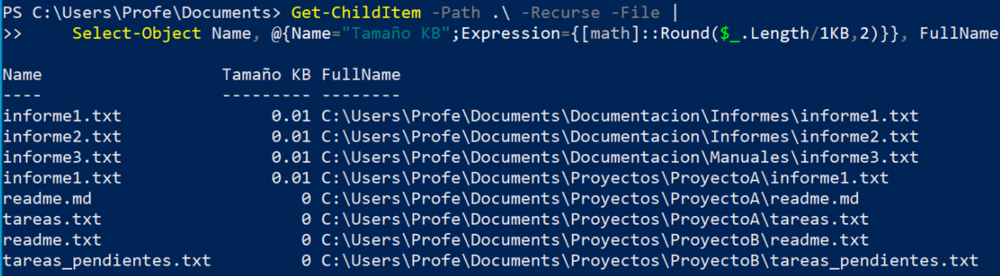 PS C:\Users\Profe\Documents> Get-ChildItem -Path .\ -Recurse -File |
>>     Select-Object Name, @{Name="Tamaño KB";Expression={[math]::Round($_.Length/1KB,2)}}, FullName

Name                  Tamaño KB FullName
----                  --------- --------
informe1.txt               0.01 C:\Users\Profe\Documents\Documentacion\Informes\informe1.txt
informe2.txt               0.01 C:\Users\Profe\Documents\Documentacion\Informes\informe2.txt
informe3.txt               0.01 C:\Users\Profe\Documents\Documentacion\Manuales\informe3.txt
informe1.txt               0.01 C:\Users\Profe\Documents\Proyectos\ProyectoA\informe1.txt
readme.md                     0 C:\Users\Profe\Documents\Proyectos\ProyectoA\readme.md
tareas.txt                    0 C:\Users\Profe\Documents\Proyectos\ProyectoA\tareas.txt
readme.txt                    0 C:\Users\Profe\Documents\Proyectos\ProyectoB\readme.txt
tareas_pendientes.txt         0 C:\Users\Profe\Documents\Proyectos\ProyectoB\tareas_pendientes.txt